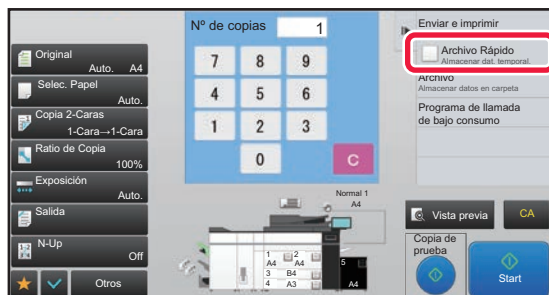 Original
Auto. A4
Selec. Papel
Auto.
Copia 2-Caras
1-Cara→1-Cara
Ratio de Copia
100%
Exposición
Auto.
Salida
N-Up
Off
Otros
Nº de copias 1
7 8 9
4 5 6
1 2 3
0 C
Normal 1
A4
1 2
A4 A4
3 B4
4 A3
5
A4
Enviar e imprimir
Archivo Rápido
Almacenar dat. temporal.
Archivo
Almacenar datos en carpeta
Programa de llamada
de bajo consumo
Vista previa CA
Copia de
prueba
Start